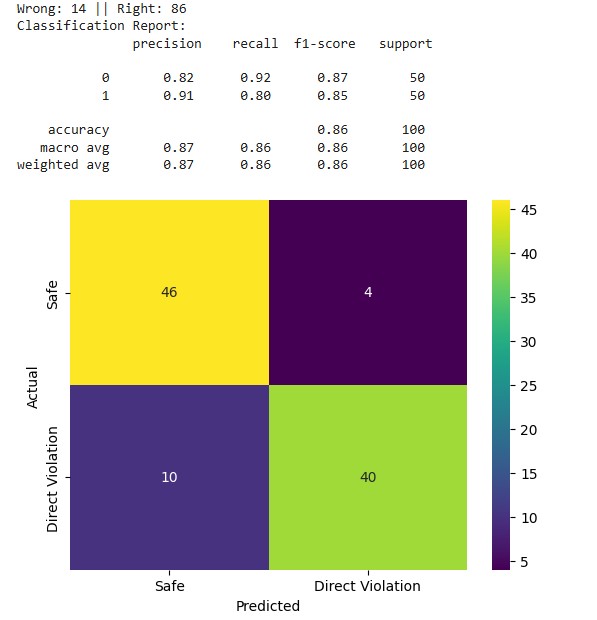 Wrong: 14 || Right: 86
Classification Report:
precision recall f1-score support
0 0.82 0.92 0.87 50
1 0.91 0.80 0.85 50
accuracy 0.86 100
macro avg 0.87 0.86 0.86 100
weighted avg 0.87 0.86 0.86 100
Actual
Safe
46 4
Direct Violation
10 40
Safe Direct Violation
Predicted
45
40
35
30
25
20
15
10
5